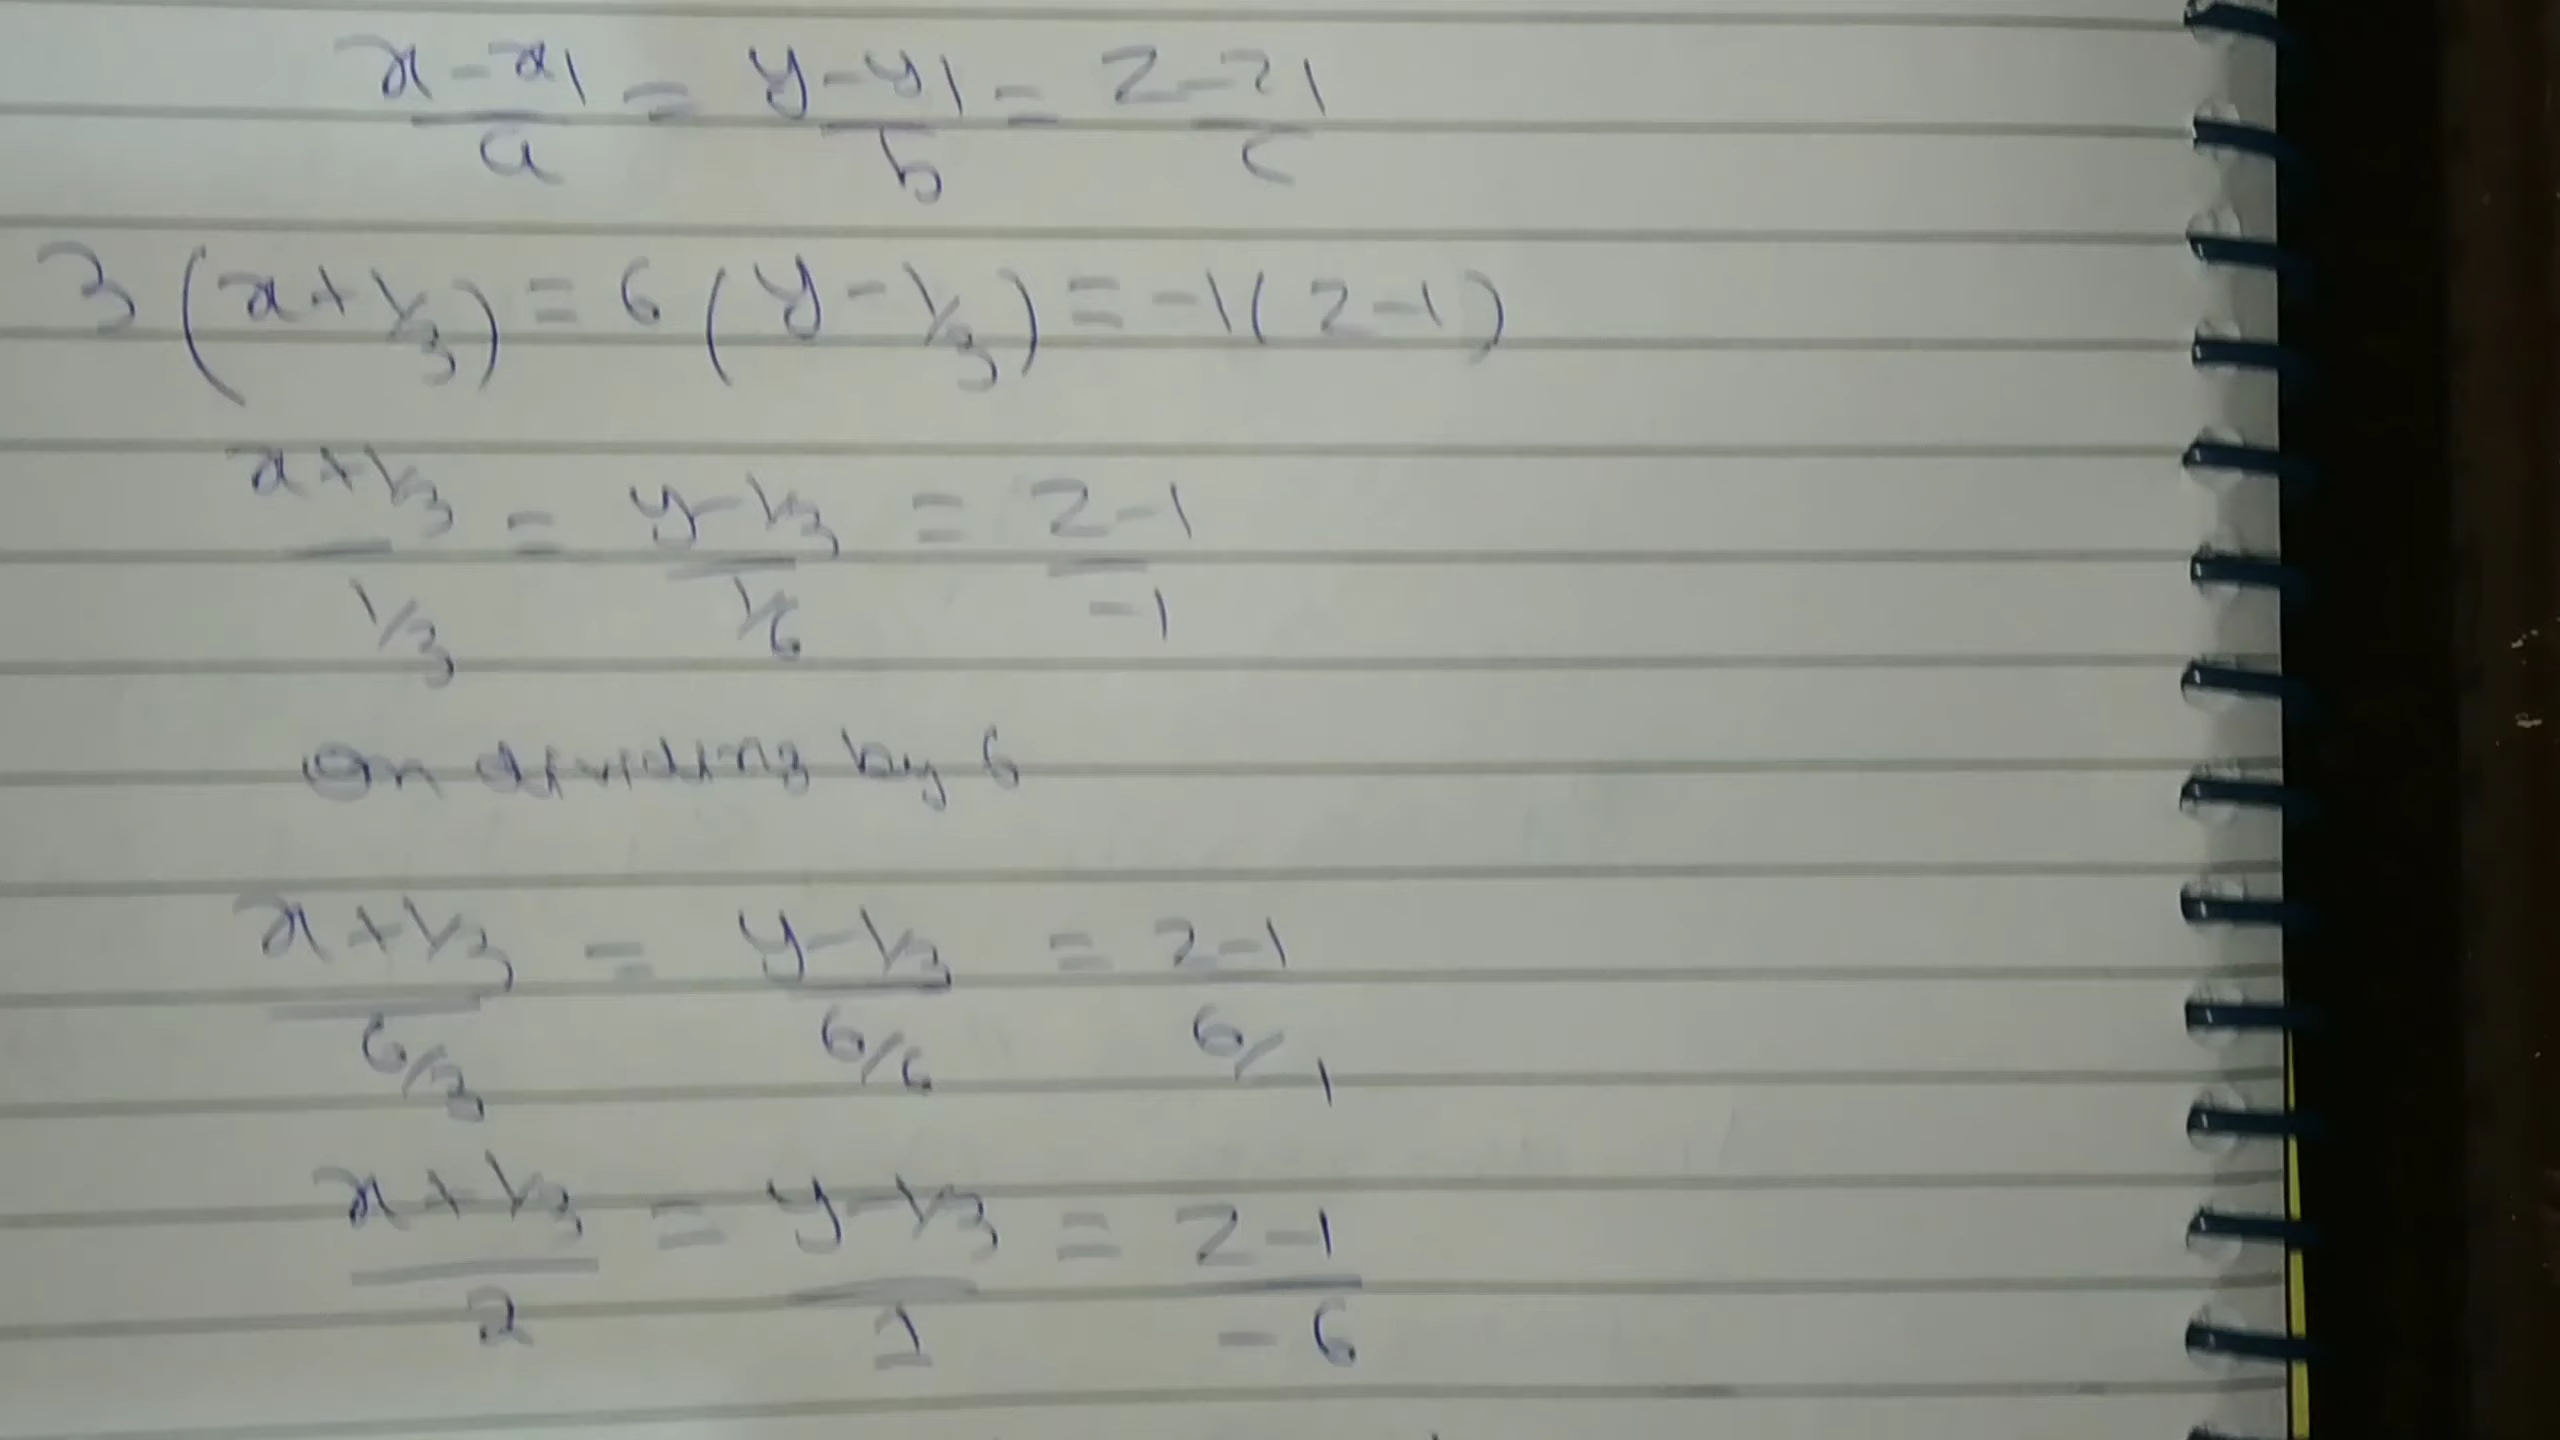 x-x1/a = y-y1/b = z-z1/c
3(x+1/3) = 6(y-1/3) = -1(z-1)
x+1/3 / 1/3 = y-1/3 / 1/6 = z-1 / -1
on dividing by 6
x+1/3 / 6/3 = y-1/3 / 6/6 = z-1 / 6/1
x+1/3 / 2 = y-1/3 / 1 = z-1 / -6